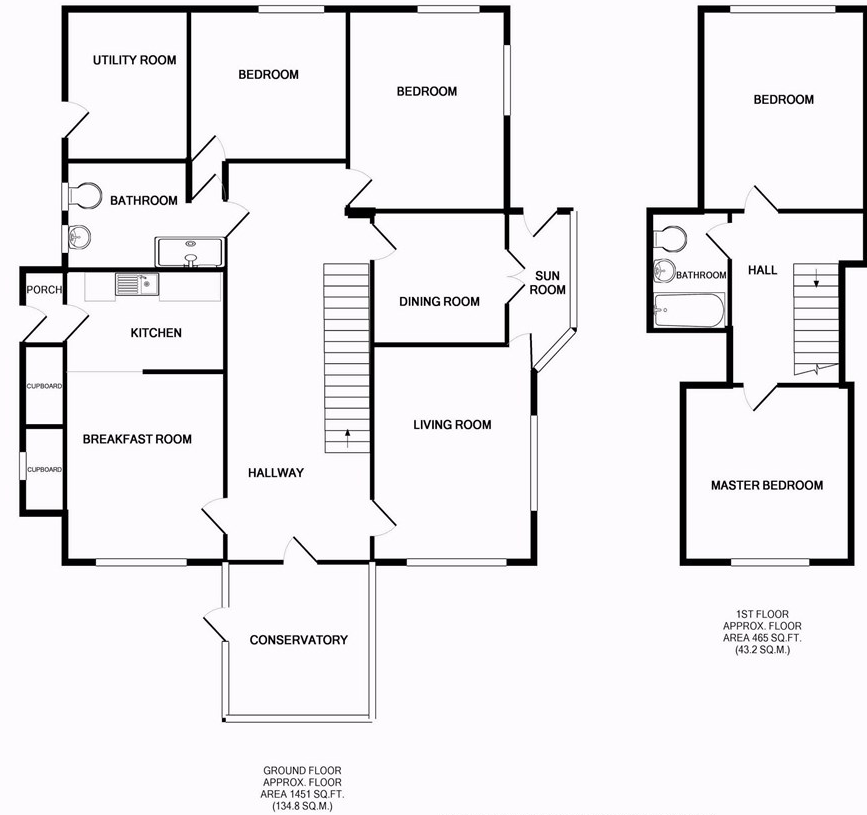 UTILITY ROOM
BEDROOM
BEDROOM
BATHROOM
PORCH
KITCHEN
DINING ROOM
SUN
ROOM
CUPBOARD
BREAKFAST ROOM
CUPBOARD
HALLWAY
LIVING ROOM
CONSERVATORY
GROUND FLOOR
APPROX. FLOOR
AREA 1451 SQ.FT.
(134.8 SQ.M.)
BEDROOM
BATHROOM
HALL
MASTER BEDROOM
1ST FLOOR
APPROX. FLOOR
AREA 465 SQ.FT.
(43.2 SQ.M.)